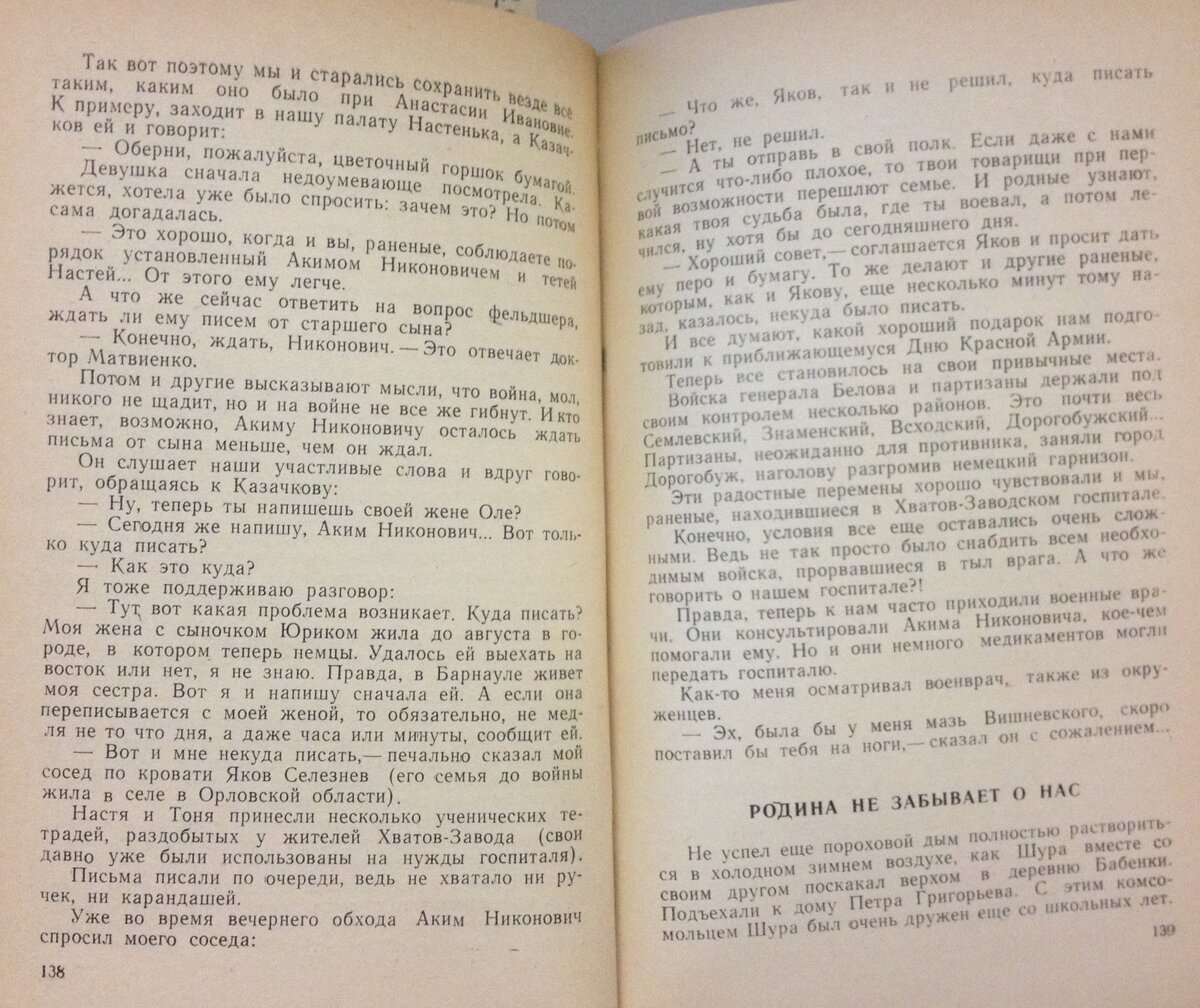 Так вот поэтому мы и старались сохранить везде все
таким, каким оно было при Анастасии Ивановне.
К примеру, заходит в нашу палату Настенька, а Казач-
ков ей и говорит:
— Оберни, пожалуйста, цветочный горшок бумагой.
Девушка сначала недоумевающе посмотрела. Ка-
жется, хотела уже было спросить: зачем это? Но потом
сама догадалась.
— Это хорошо, когда и вы, раненые, соблюдаете по-
рядок установленный Акимом Никоновичем и тетей
Настей... От этого ему легче.
А что же сейчас ответить на вопрос фельдшера,
ждать ли ему писем от старшего сына?
— Конечно, ждать, Никонович. — Это отвечает док-
тор Матвиенко.
Потом и другие высказывают мысли, что война, мол,
никого не щадит, но и на войне не все же гибнут. И кто
знает, возможно, Акиму Никоновичу осталось ждать
письма от сына меньше, чем он ждал.
Он слушает наши участливые слова и вдруг гово-
рит, обращаясь к Казачкову:
— Ну, теперь ты напишешь своей жене Оле?
— Сегодня же напишу, Аким Никонович... Вот толь-
ко куда писать?
— Как это куда?
Я тоже поддерживаю разговор:
— Тут вот какая проблема возникает. Куда писать?
Моя жена с сыночком Юриком жила до августа в го-
роде, в котором теперь немцы. Удалось ей выехать на
восток или нет, я не знаю. Правда, в Барнауле живет
моя сестра. Вот я и напишу сначала ей. А если она
переписывается с моей женой, то обязательно, не мед-
ля не то что дня, а даже часа или минуты, сообщит ей.
— Вот и мне некуда писать,— печально сказал мой
сосед по кровати Яков Селезнев (его семья до войны
жила в селе в Орловской области).
Настя и Тоня принесли несколько ученических те-
традей, раздобытых у жителей Хватов-Завода (свои
давно уже были использованы на нужды госпиталя).
Письма писали по очереди, ведь не хватало ни ру-
чек, ни карандашей.
Уже во время вечернего обхода Аким Никонович
спросил моего соседа:
138
— Что же, Яков, так и не решил, куда писать
письмо?
— Нет, не решил.
— А ты отправь в свой полк. Если даже с нами
случится что-либо плохое, то твои товарищи при пер-
вой возможности перешлют семье. И родные узнают,
какая твоя судьба была, где ты воевал, а потом ле-
чился, ну хотя бы до сегодняшнего дня.
— Хороший совет,— соглашается Яков и просит дать
ему перо и бумагу. То же делают и другие раненые,
которым, как и Якову, еще несколько минут тому на-
зад, казалось, некуда было писать.
И все думают, какой хороший подарок нам подго-
товили к приближающемуся Дню Красной Армии.
Теперь все становилось на свои привычные места.
Войска генерала Белова и партизаны держали под
своим контролем несколько районов. Это почти весь
Семлевский, Знаменский, Всходский, Дорогобужский...
Партизаны, неожиданно для противника, заняли город
Дорогобуж, наголову разгромив немецкий гарнизон.
Эти радостные перемены хорошо чувствовали и мы,
раненые, находившиеся в Хватов-Заводском госпитале.
Конечно, условия все еще оставались очень слож-
ными. Ведь не так просто было снабдить всем необхо-
димым войска, прорвавшиеся в тыл врага. А что же
говорить о нашем госпитале?!
Правда, теперь к нам часто приходили военные вра-
чи. Они консультировали Акима Никоновича, кое-чем
помогали ему. Но и они немного медикаментов могли
передать госпиталю.
Как-то меня осматривал военврач, также из окру-
женцев.
— Эх, была бы у меня мазь Вишневского, скоро
поставил бы тебя на ноги,— сказал он с сожалением...
РОДИНА НЕ ЗАБЫВАЕТ О НАС
Не успел еще пороховой дым полностью растворить-
ся в холодном зимнем воздухе, как Шура вместе со
своим другом поскакал верхом в деревню Бабенки.
Подъехали к дому Петра Григорьева. С этим комсо-
мольцем Шура был очень дружен еще со школьных лет.
139